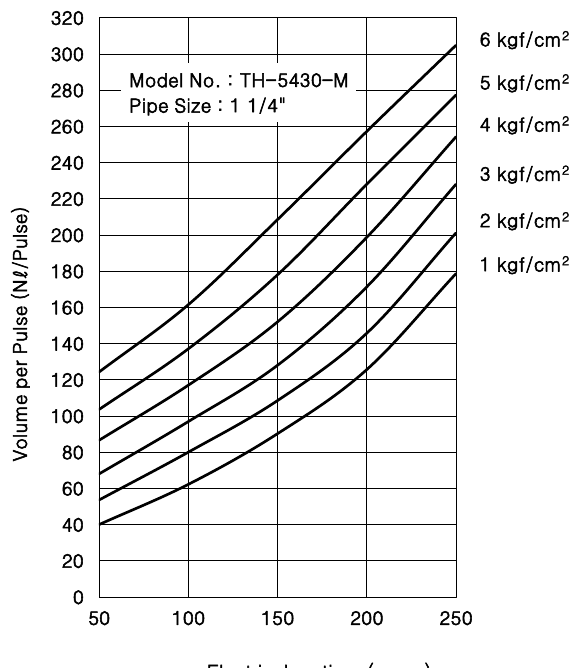 320
300
280
260
240
220
200
180
160
140
120
100
80
60
40
20
0
Volume per Pulse (Nℓ/Pulse)
Model No. : TH-5430-M
Pipe Size : 1 1/4"
6 kgf/cm²
5 kgf/cm²
4 kgf/cm²
3 kgf/cm²
2 kgf/cm²
1 kgf/cm²
50 100 150 200 250